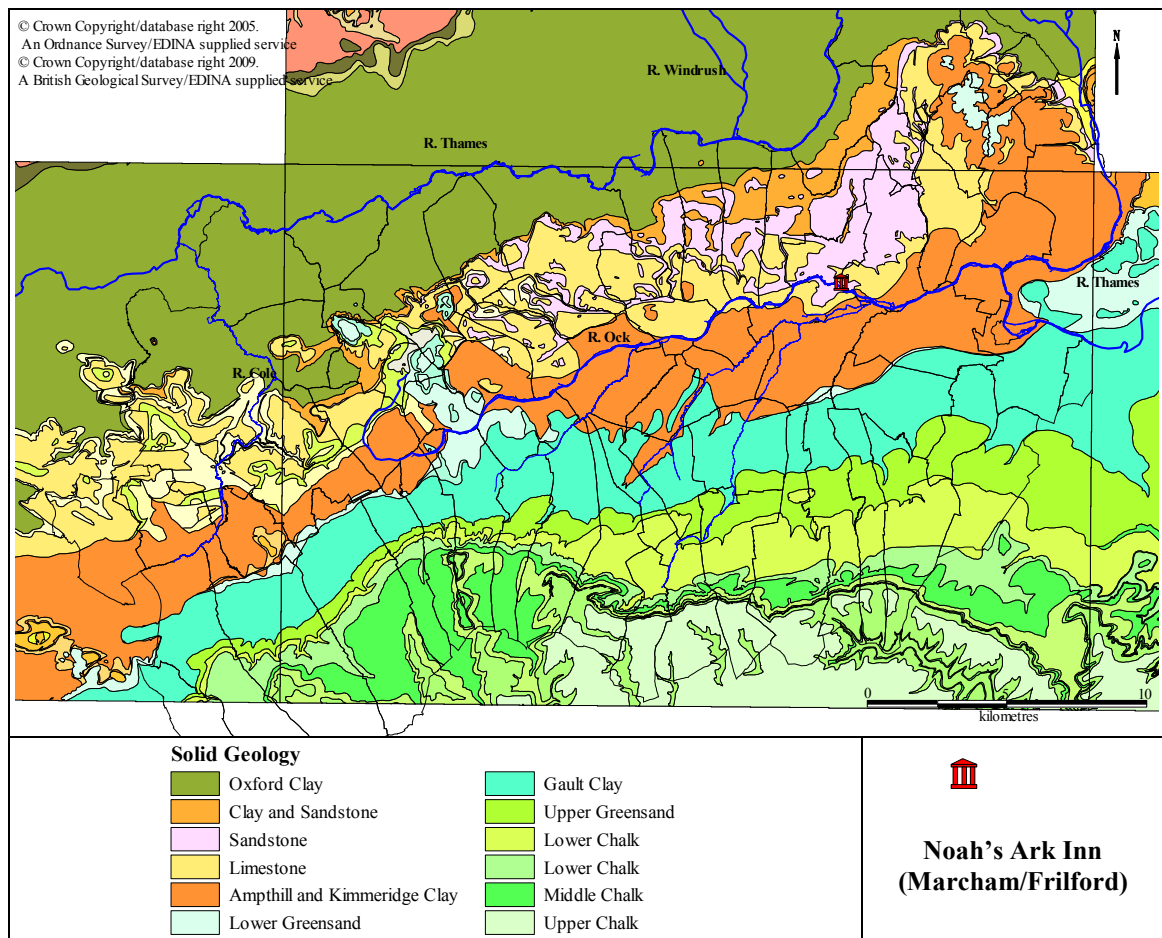 © Crown Copyright/database right 2005.
An Ordnance Survey/EDINA supplied service
© Crown Copyright/database right 2009.
A British Geological Survey/EDINA supplied service
N
R. Windrush
R. Thames
R. Thames
R. Ock
R. Cole
0 5 10
kilometres
Solid Geology
Oxford Clay
Clay and Sandstone
Sandstone
Limestone
Ampthill and Kimmeridge Clay
Lower Greensand
Gault Clay
Upper Greensand
Lower Chalk
Lower Chalk
Middle Chalk
Upper Chalk
Noah's Ark Inn
(Marcham/Frilford)